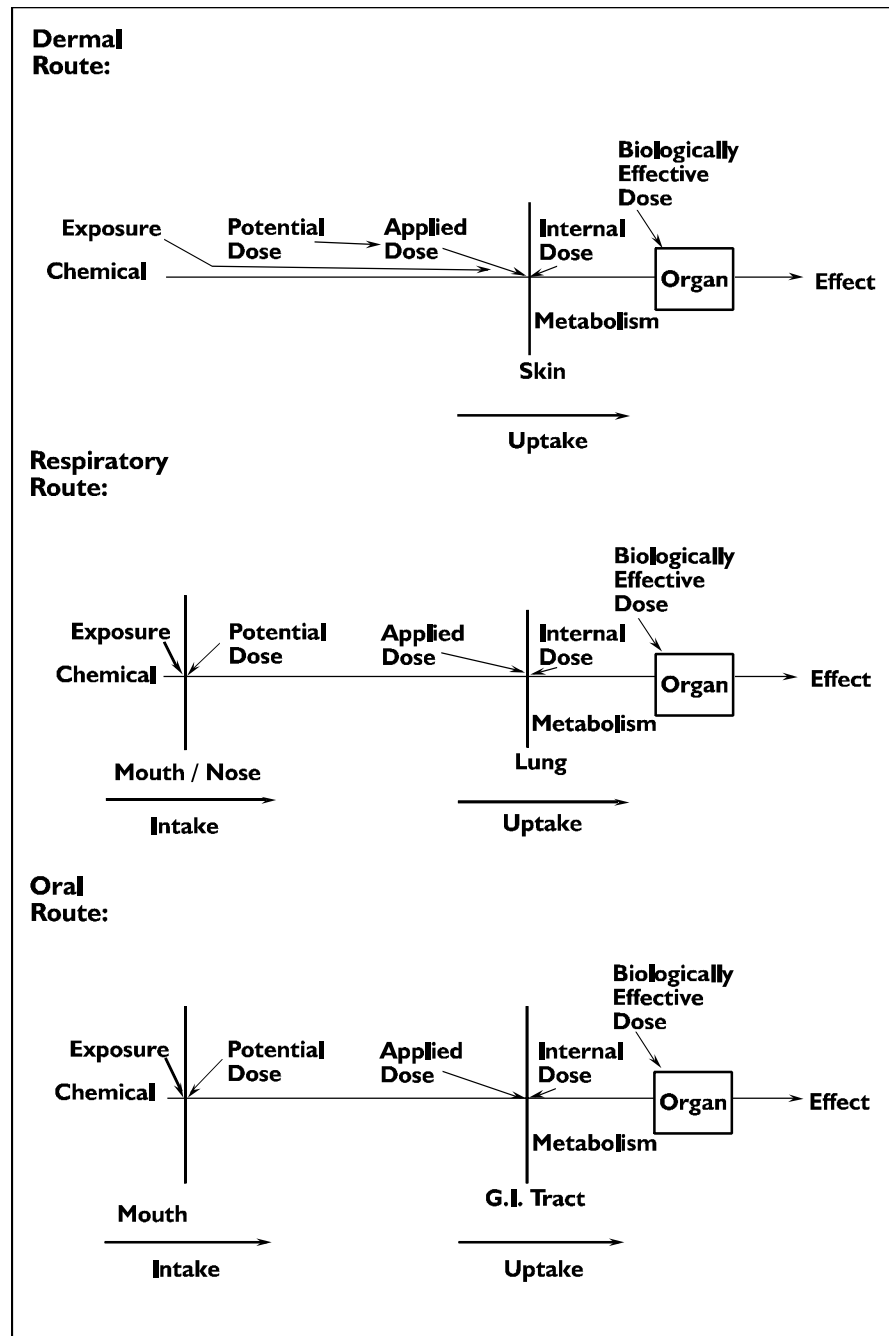 Dermal
Route:
Biologically
Effective
Dose
Exposure
Potential
Dose
Applied
Dose
Internal
Dose
Chemical
Organ
Effect
Metabolism
Skin
Uptake
Respiratory
Route:
Biologically
Effective
Dose
Exposure
Potential
Dose
Applied
Dose
Internal
Dose
Chemical
Organ
Effect
Metabolism
Mouth / Nose
Lung
Intake
Uptake
Oral
Route:
Biologically
Effective
Dose
Exposure
Potential
Dose
Applied
Dose
Internal
Dose
Chemical
Organ
Effect
Metabolism
Mouth
G.I. Tract
Intake
Uptake